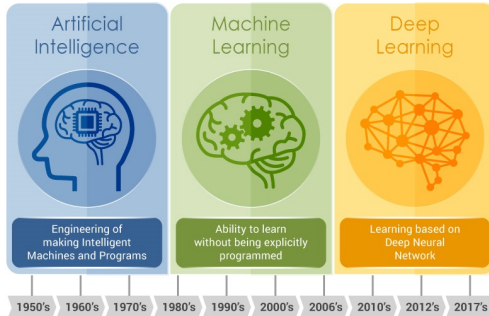 Artificial
Intelligence
Machine
Learning
Deep
Learning
Engineering of
making Intelligent
Machines and Programs
Ability to learn
without being explicitly
programmed
Learning based on
Deep Neural
Network
1950's 1960's 1970's 1980's 1990's 2000's 2006's 2010's 2012's 2017's